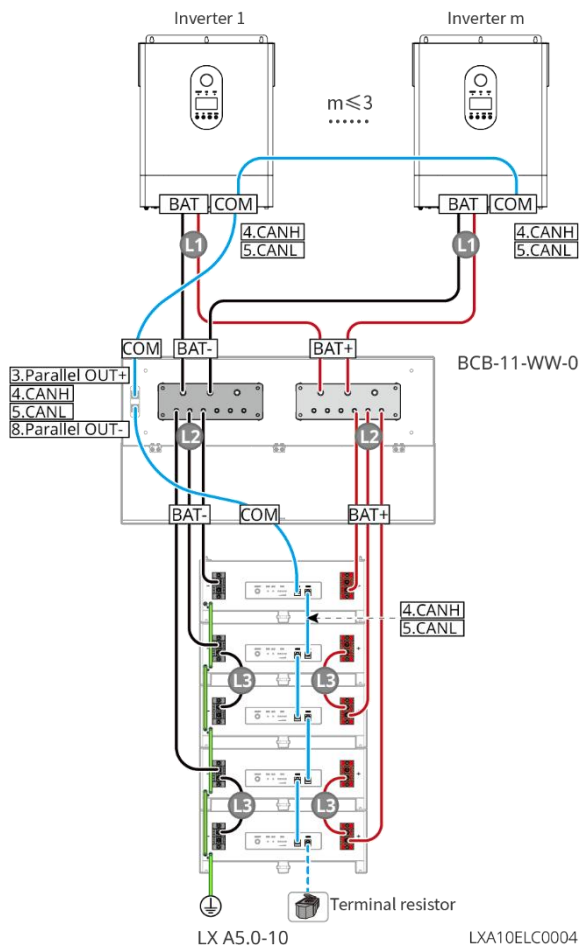 Inverter 1
Inverter m
m≤3
......
BAT
COM
BAT
COM
L1
4.CANH
5.CANL
L1
4.CANH
5.CANL
COM
BAT-
BAT+
BCB-11-WW-0
3.Parallel OUT+
4.CANH
5.CANL
8.Parallel OUT-
L2
L2
BAT-
COM
BAT+
4.CANH
5.CANL
L3
L3
L3
L3
Terminal resistor
LX A5.0-10
LXA10ELC0004